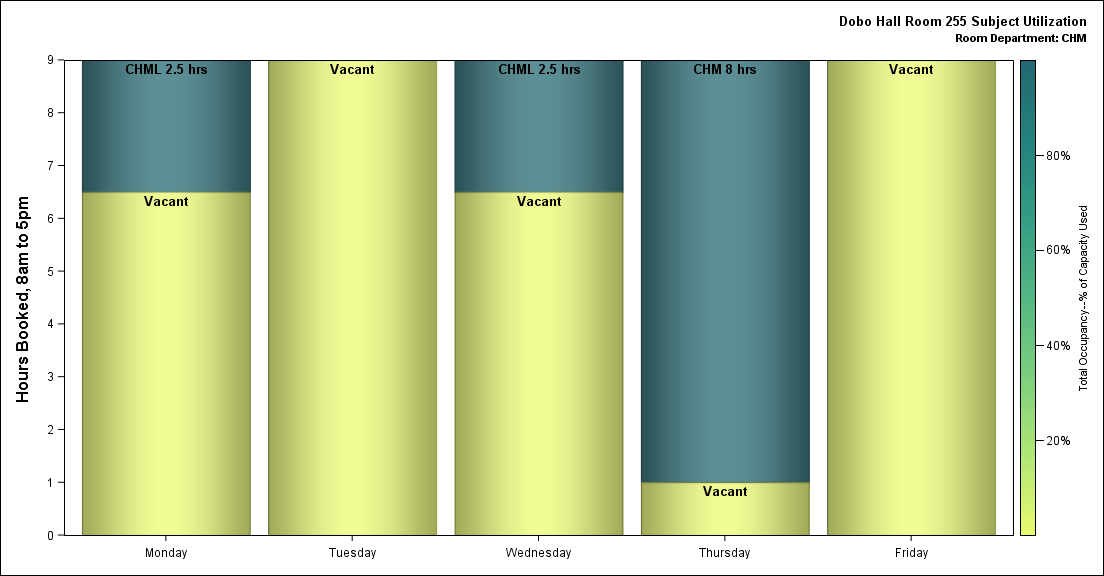 Dobo Hall Room 255 Subject Utilization
Room Department: CHM
Hours Booked, 8am to 5pm
9
8
7
6
5
4
3
2
1
0
CHML 2.5 hrs
Vacant
Vacant
CHML 2.5 hrs
Vacant
CHM 8 hrs
Vacant
Vacant
Monday
Tuesday
Wednesday
Thursday
Friday
80%
60%
40%
20%
Total Occupancy--% of Capacity Used